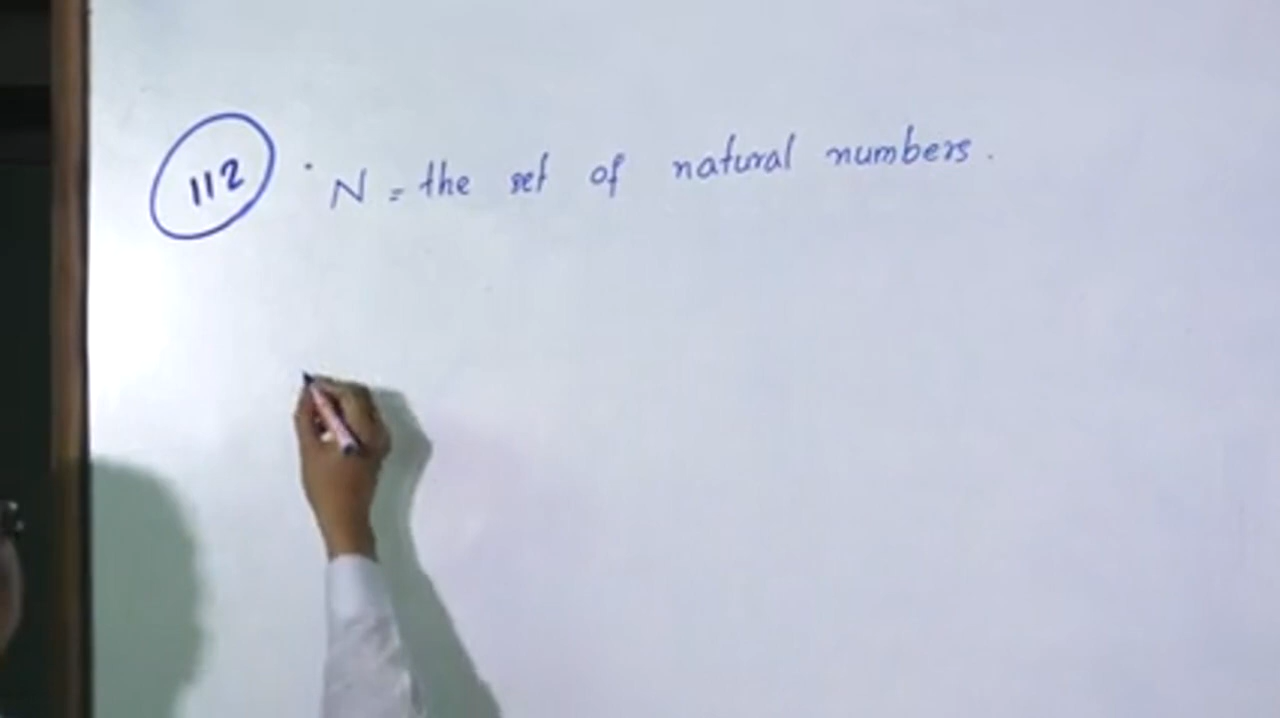 112 N = the set of natural numbers.